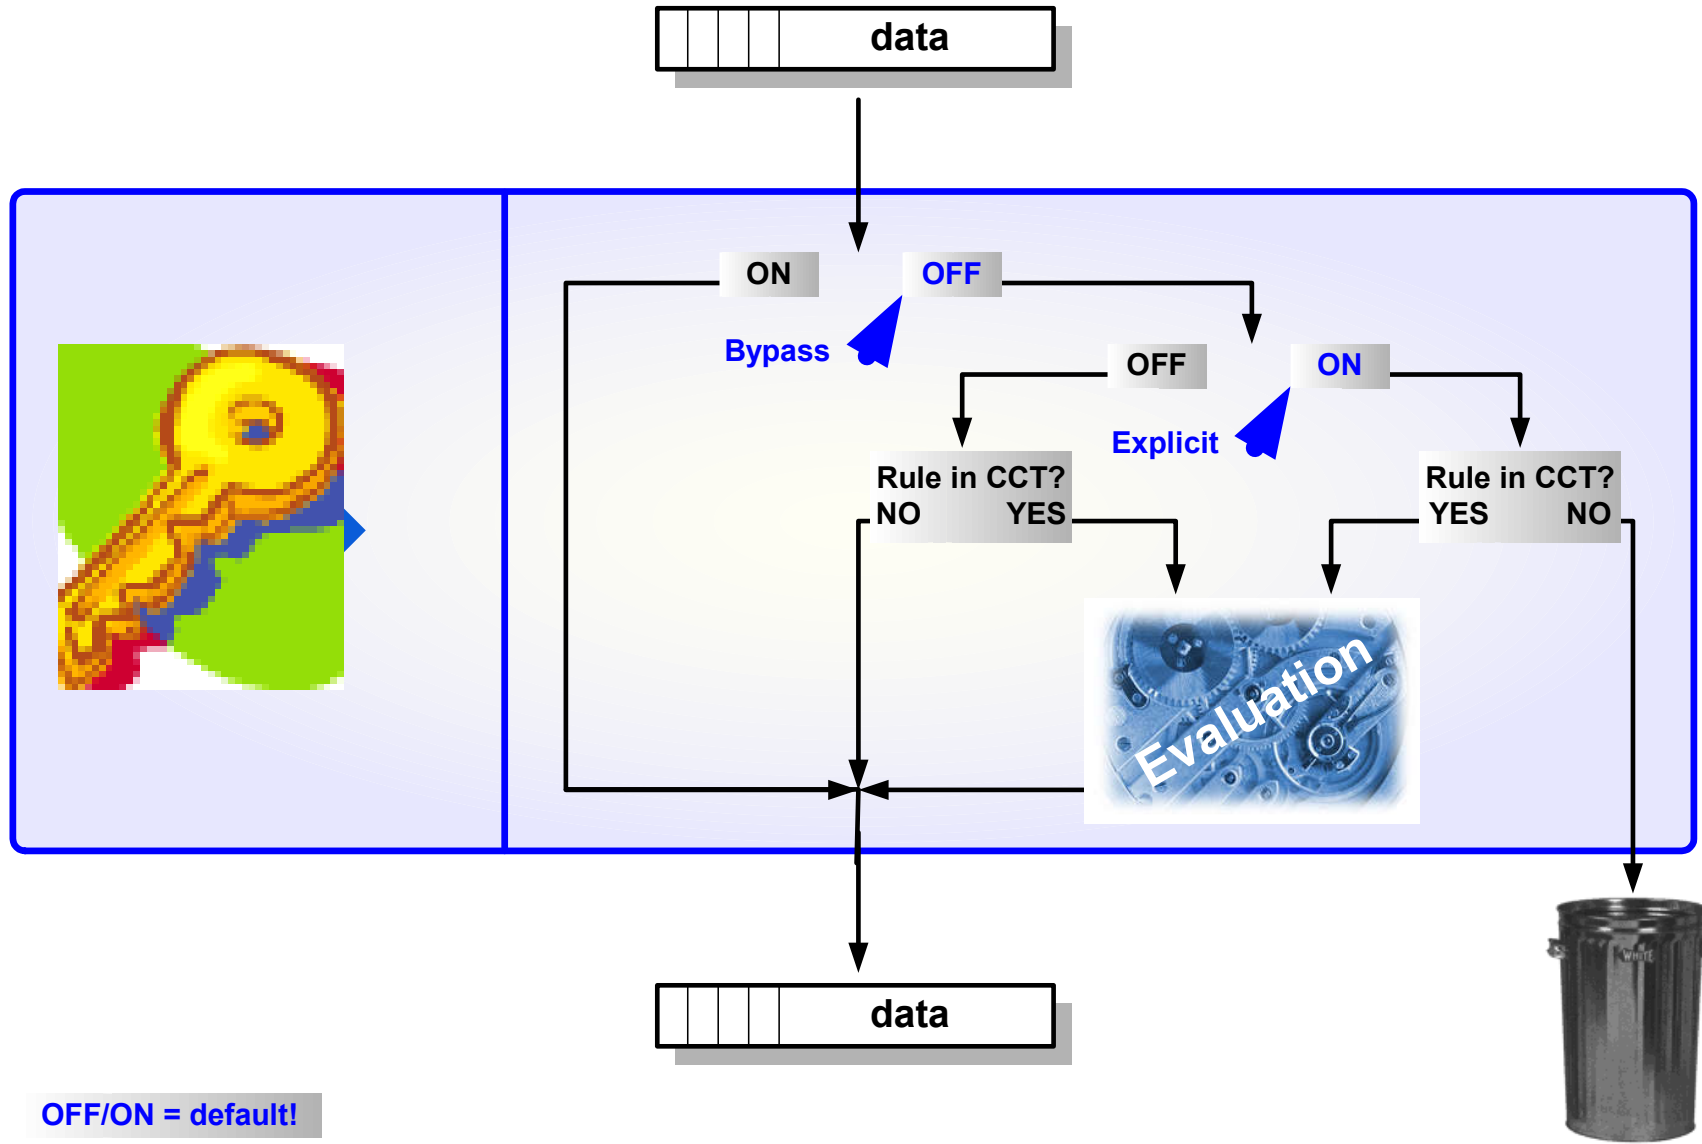 data
ON
OFF
Bypass
OFF
ON
Explicit
Rule in CCT?
NO YES
Rule in CCT?
YES NO
Evaluation
WHITE
data
OFF/ON = default!